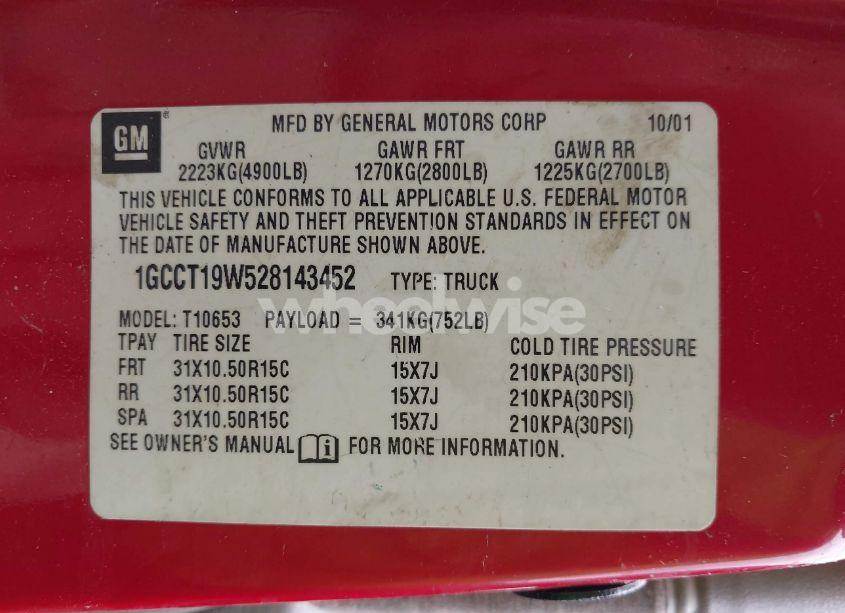 GM ® MFD BY GENERAL MOTORS CORP 10/01
GVWR GAWR FRT GAWR RR
2223KG(4900LB) 1270KG(2800LB) 1225KG(2700LB)
THIS VEHICLE CONFORMS TO ALL APPLICABLE U.S. FEDERAL MOTOR
VEHICLE SAFETY AND THEFT PREVENTION STANDARDS IN EFFECT ON
THE DATE OF MANUFACTURE SHOWN ABOVE.
1GCCT19W528143452 TYPE: TRUCK
wheelwise
MODEL: T10653 PAYLOAD = 341KG(752LB)
TPAY TIRE SIZE RIM COLD TIRE PRESSURE
FRT 31X10.50R15C 15X7J 210KPA(30PSI)
RR 31X10.50R15C 15X7J 210KPA(30PSI)
SPA 31X10.50R15C 15X7J 210KPA(30PSI)
SEE OWNER'S MANUAL i FOR MORE INFORMATION.